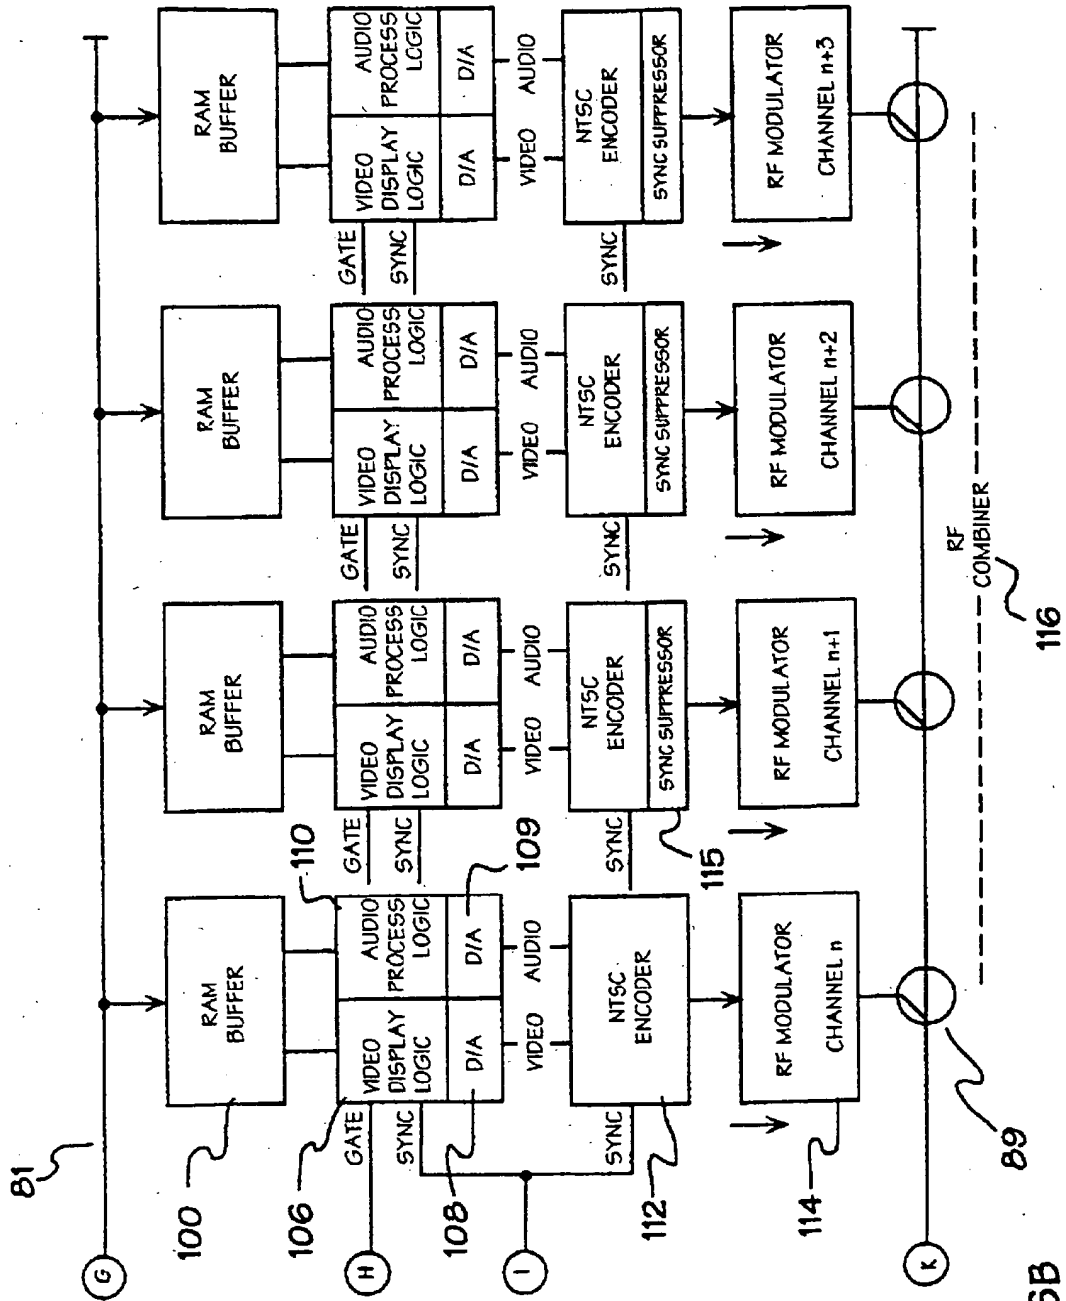 81
G
100
RAM
BUFFER
RAM
BUFFER
RAM
BUFFER
RAM
BUFFER
106
110
H
GATE
SYNC
VIDEO
DISPLAY
LOGIC
AUDIO
PROCESS
LOGIC
GATE
SYNC
VIDEO
DISPLAY
LOGIC
AUDIO
PROCESS
LOGIC
GATE
SYNC
VIDEO
DISPLAY
LOGIC
AUDIO
PROCESS
LOGIC
GATE
SYNC
VIDEO
DISPLAY
LOGIC
AUDIO
PROCESS
LOGIC
108
D/A
D/A
109
D/A
D/A
D/A
D/A
D/A
D/A
I
VIDEO
AUDIO
VIDEO
AUDIO
VIDEO
AUDIO
VIDEO
AUDIO
112
SYNC
NTSC
ENCODER
SYNC
NTSC
ENCODER
SYNC SUPPRESSOR
115
SYNC
NTSC
ENCODER
SYNC SUPPRESSOR
SYNC
NTSC
ENCODER
SYNC SUPPRESSOR
114
RF MODULATOR
CHANNEL n
RF MODULATOR
CHANNEL n+1
RF MODULATOR
CHANNEL n+2
RF MODULATOR
CHANNEL n+3
K
89
RF
COMBINER
116
6B